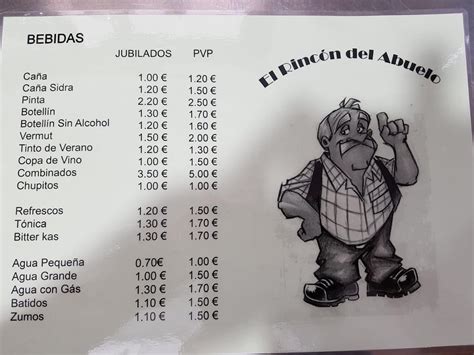 BEBIDAS
JUBILADOS PVP
El Rincón del Abuelo
Caña 1.00 € 1.20 €
Caña Sidra 1.20 € 1.50 €
Pinta 2.20 € 2.50 €
Botellín 1.30 € 1.70 €
Botellín Sin Alcohol 1.20 € 1.70 €
Vermut 1.50 € 2.00 €
Tinto de Verano 1.20 € 1.50 €
Copa de Vino 1.00 € 1.50 €
Combinados 3.50 € 5.00 €
Chupitos 1.00 € 1.50 €
Refrescos 1.20 € 1.50 €
Tónica 1.30 € 1.70 €
Bitter kas 1.30 € 1.70 €
Agua Pequeña 0,70€ 1.00 €
Agua Grande 1.00 € 1.50 €
Agua con Gás 1.30 € 1.70 €
Batidos 1.10 € 1.50 €
Zumos 1.10 € 1.50 €